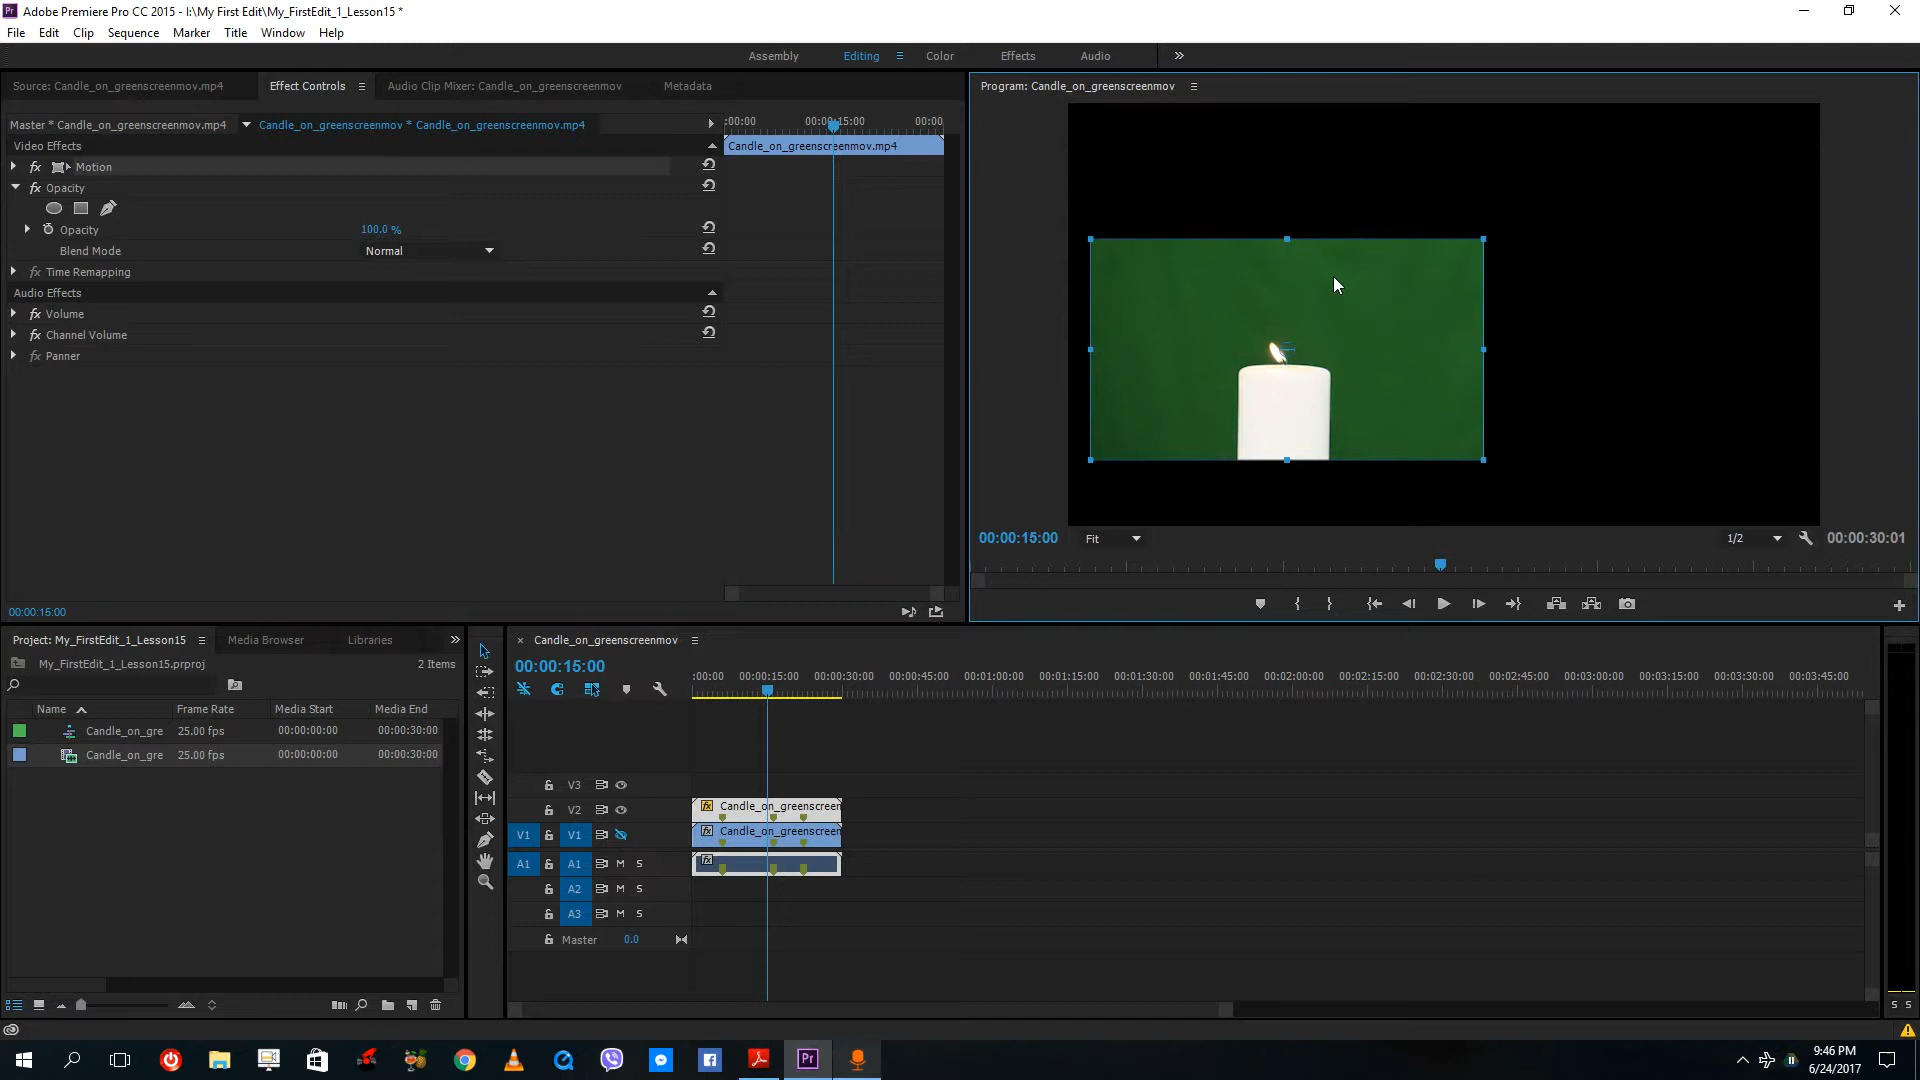 Adobe Premiere Pro CC 2015 - I:\My First Edit\My_FirstEdit_1_Lesson15 *
File Edit Clip Sequence Marker Title Window Help
Assembly Editing Color Effects Audio
Source: Candle_on_greenscreenmov.mp4 Effect Controls Audio Clip Mixer: Candle_on_greenscreenmov Metadata
Program: Candle_on_greenscreenmov
Master * Candle_on_greenscreenmov.mp4 Candle_on_greenscreenmov * Candle_on_greenscreenmov.mp4
:00:00 00:00:15:00 00:00
Video Effects
Candle_on_greenscreenmov.mp4
fx Motion
fx Opacity
Opacity 100.0 %
Blend Mode Normal
fx Time Remapping
Audio Effects
fx Volume
fx Channel Volume
fx Panner
00:00:15:00 Fit 1/2 00:00:30:01
00:00:15:00
Project: My_FirstEdit_1_Lesson15 Media Browser Libraries
My_FirstEdit_1_Lesson15.prproj 2 Items
Name Frame Rate Media Start Media End
Candle_on_gre 25.00 fps 00:00:00:00 00:00:30:00
Candle_on_gre 25.00 fps 00:00:00:00 00:00:30:00
Candle_on_greenscreenmov
00:00:15:00
:00:00 00:00:15:00 00:00:30:00 00:00:45:00 00:01:00:00 00:01:15:00 00:01:30:00 00:01:45:00 00:02:00:00 00:02:15:00 00:02:30:00 00:02:45:00 00:03:00:00 00:03:15:00 00:03:30:00 00:03:45:00
V3
V2 fx Candle_on_greenscreen
V1 V1 fx Candle_on_greenscreen
A1 A1 M S fx
A2 M S
A3 M S
Master 0.0
S S
Pr
9:46 PM
6/24/2017